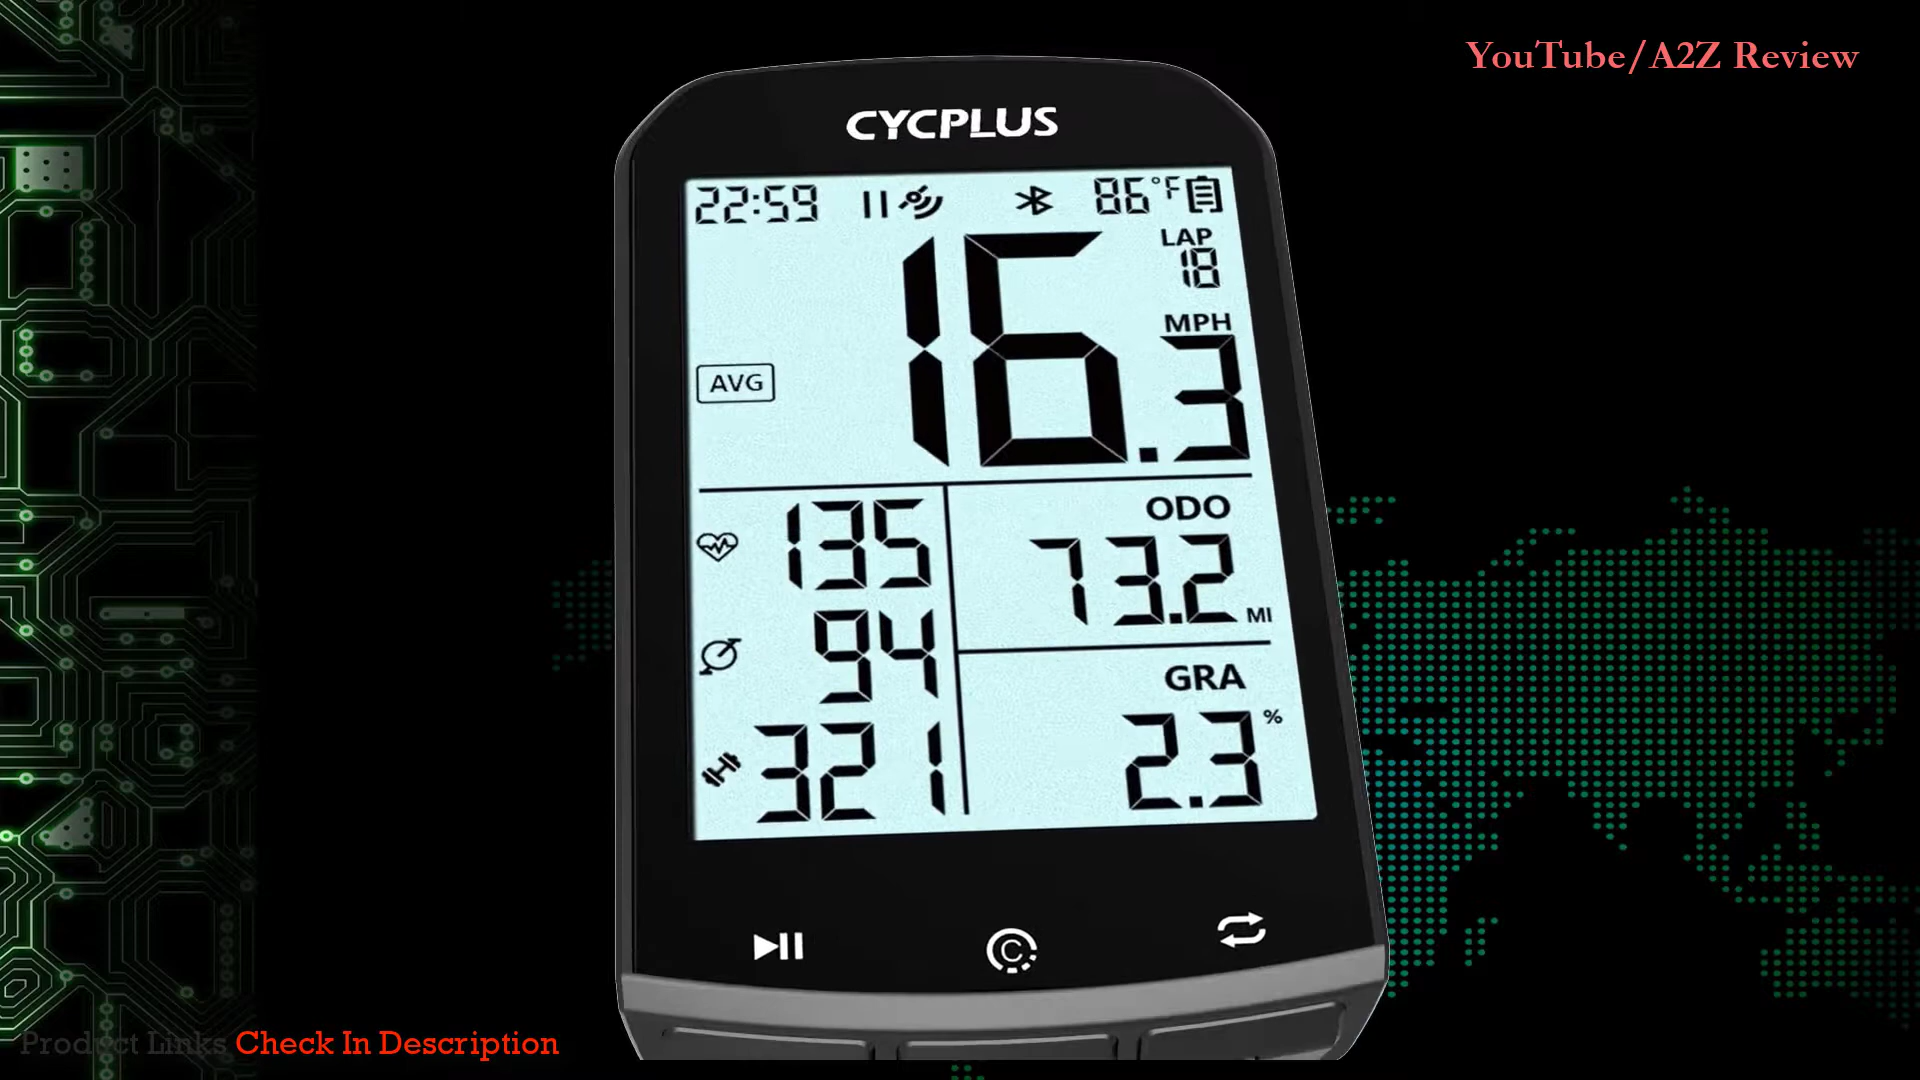 YouTube/A2Z Review
CYCPLUS
22:59 86°F
LAP
18
MPH
16.3
AVG
135
ODO
73.2 MI
94
GRA
2.3 %
321
Product Links Check In Description